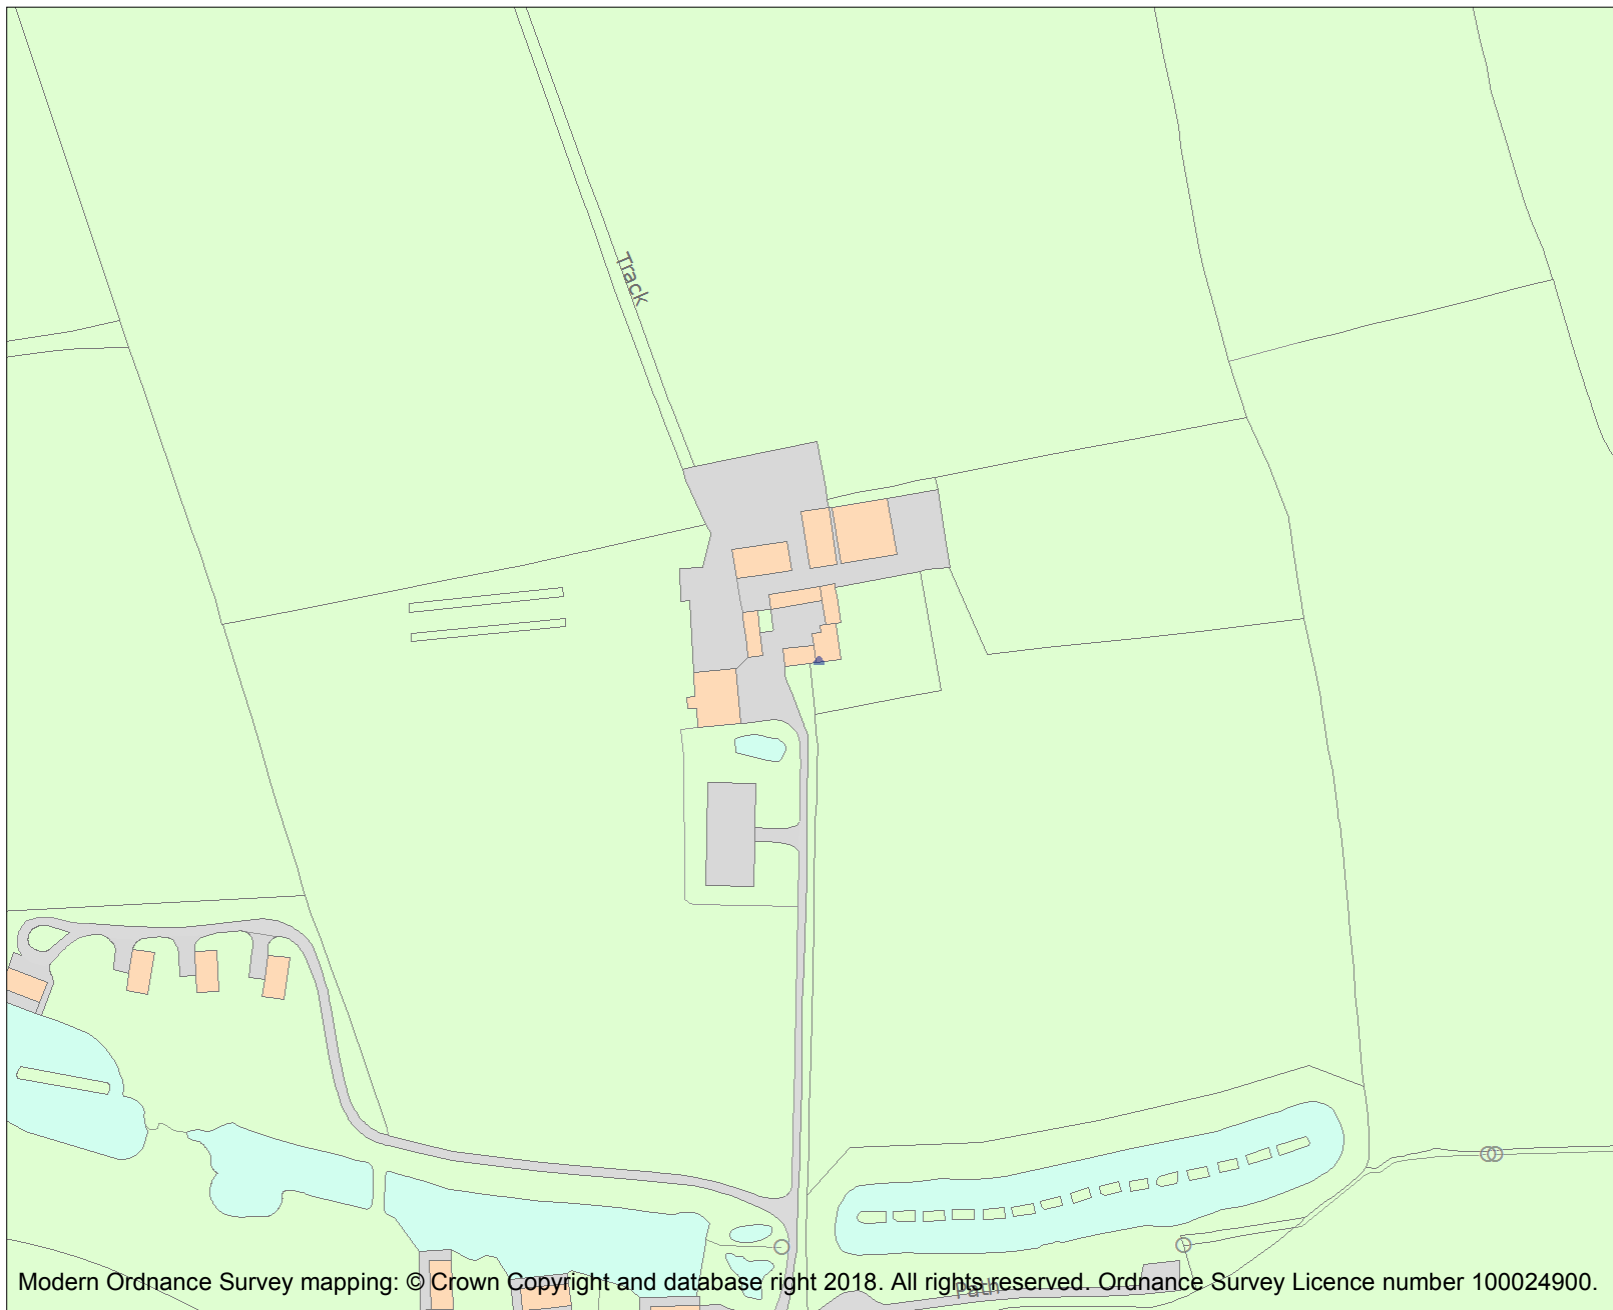 Track
Path
Modern Ordnance Survey mapping: © Crown Copyright and database right 2018. All rights reserved. Ordnance Survey Licence number 100024900.